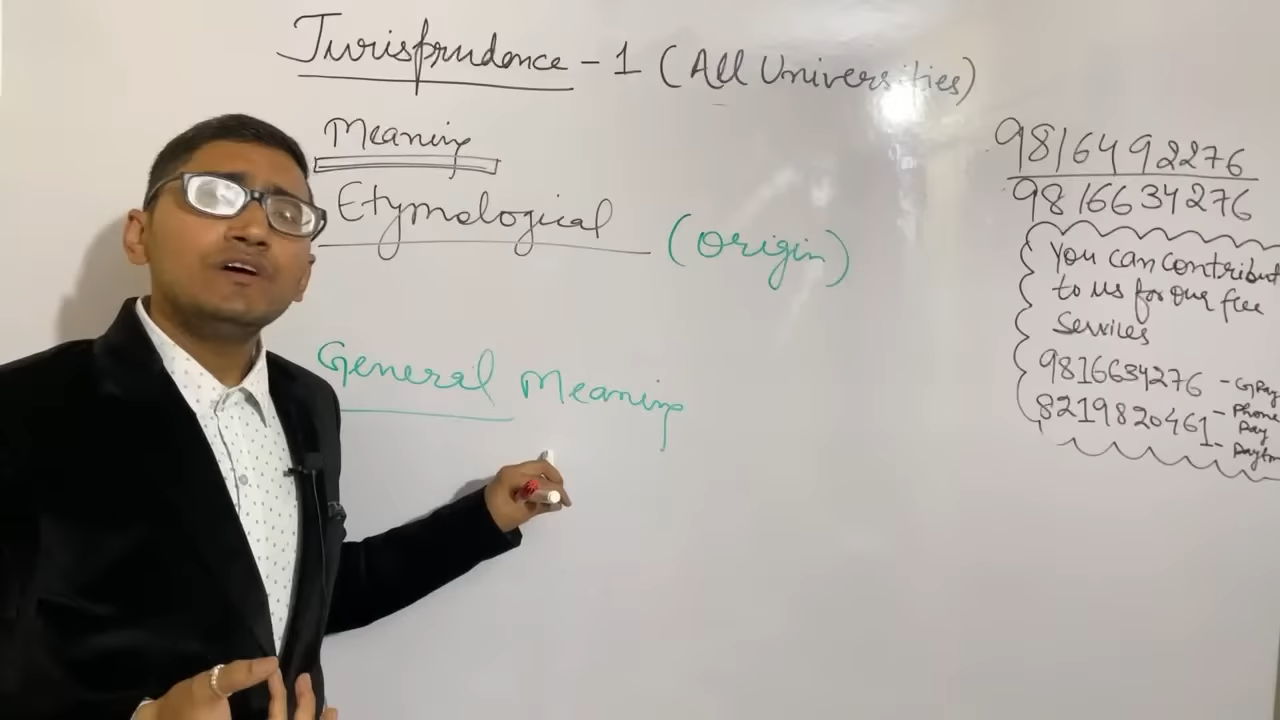 Jurisprudence - 1 (All Universities)
Meaning
Etymological (origin)
General Meaning
9816492276
9816634276
You can contribut
to us for our free
Services
9816634276 - GPay
8219820461 - Phone
Pay
- Paytm